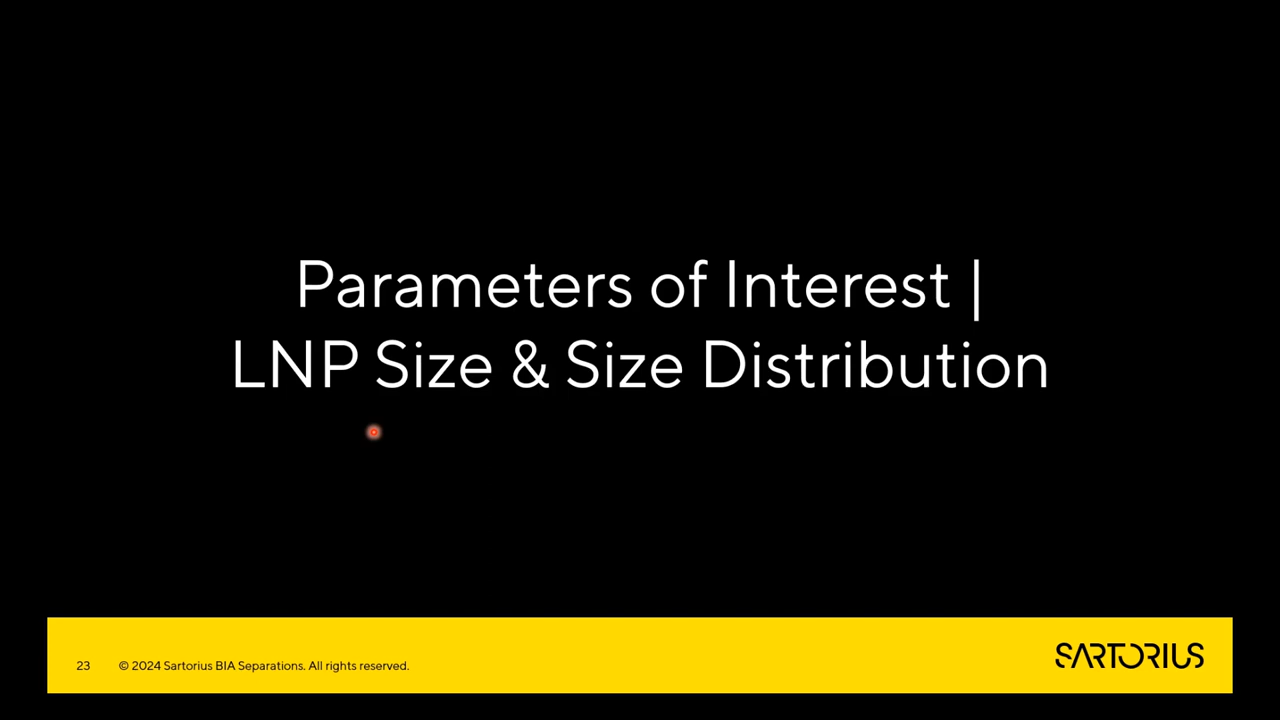 Parameters of Interest |
LNP Size & Size Distribution
23 © 2024 Sartorius BIA Separations. All rights reserved.
SARTORIUS